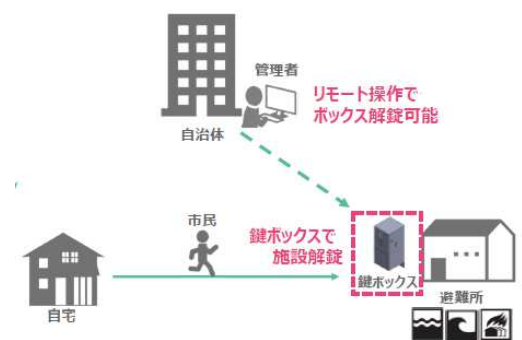 管理者
リモート操作で
ボックス解錠可能
自治体
市民
鍵ボックスで
施設解錠
鍵ボックス
自宅
避難所